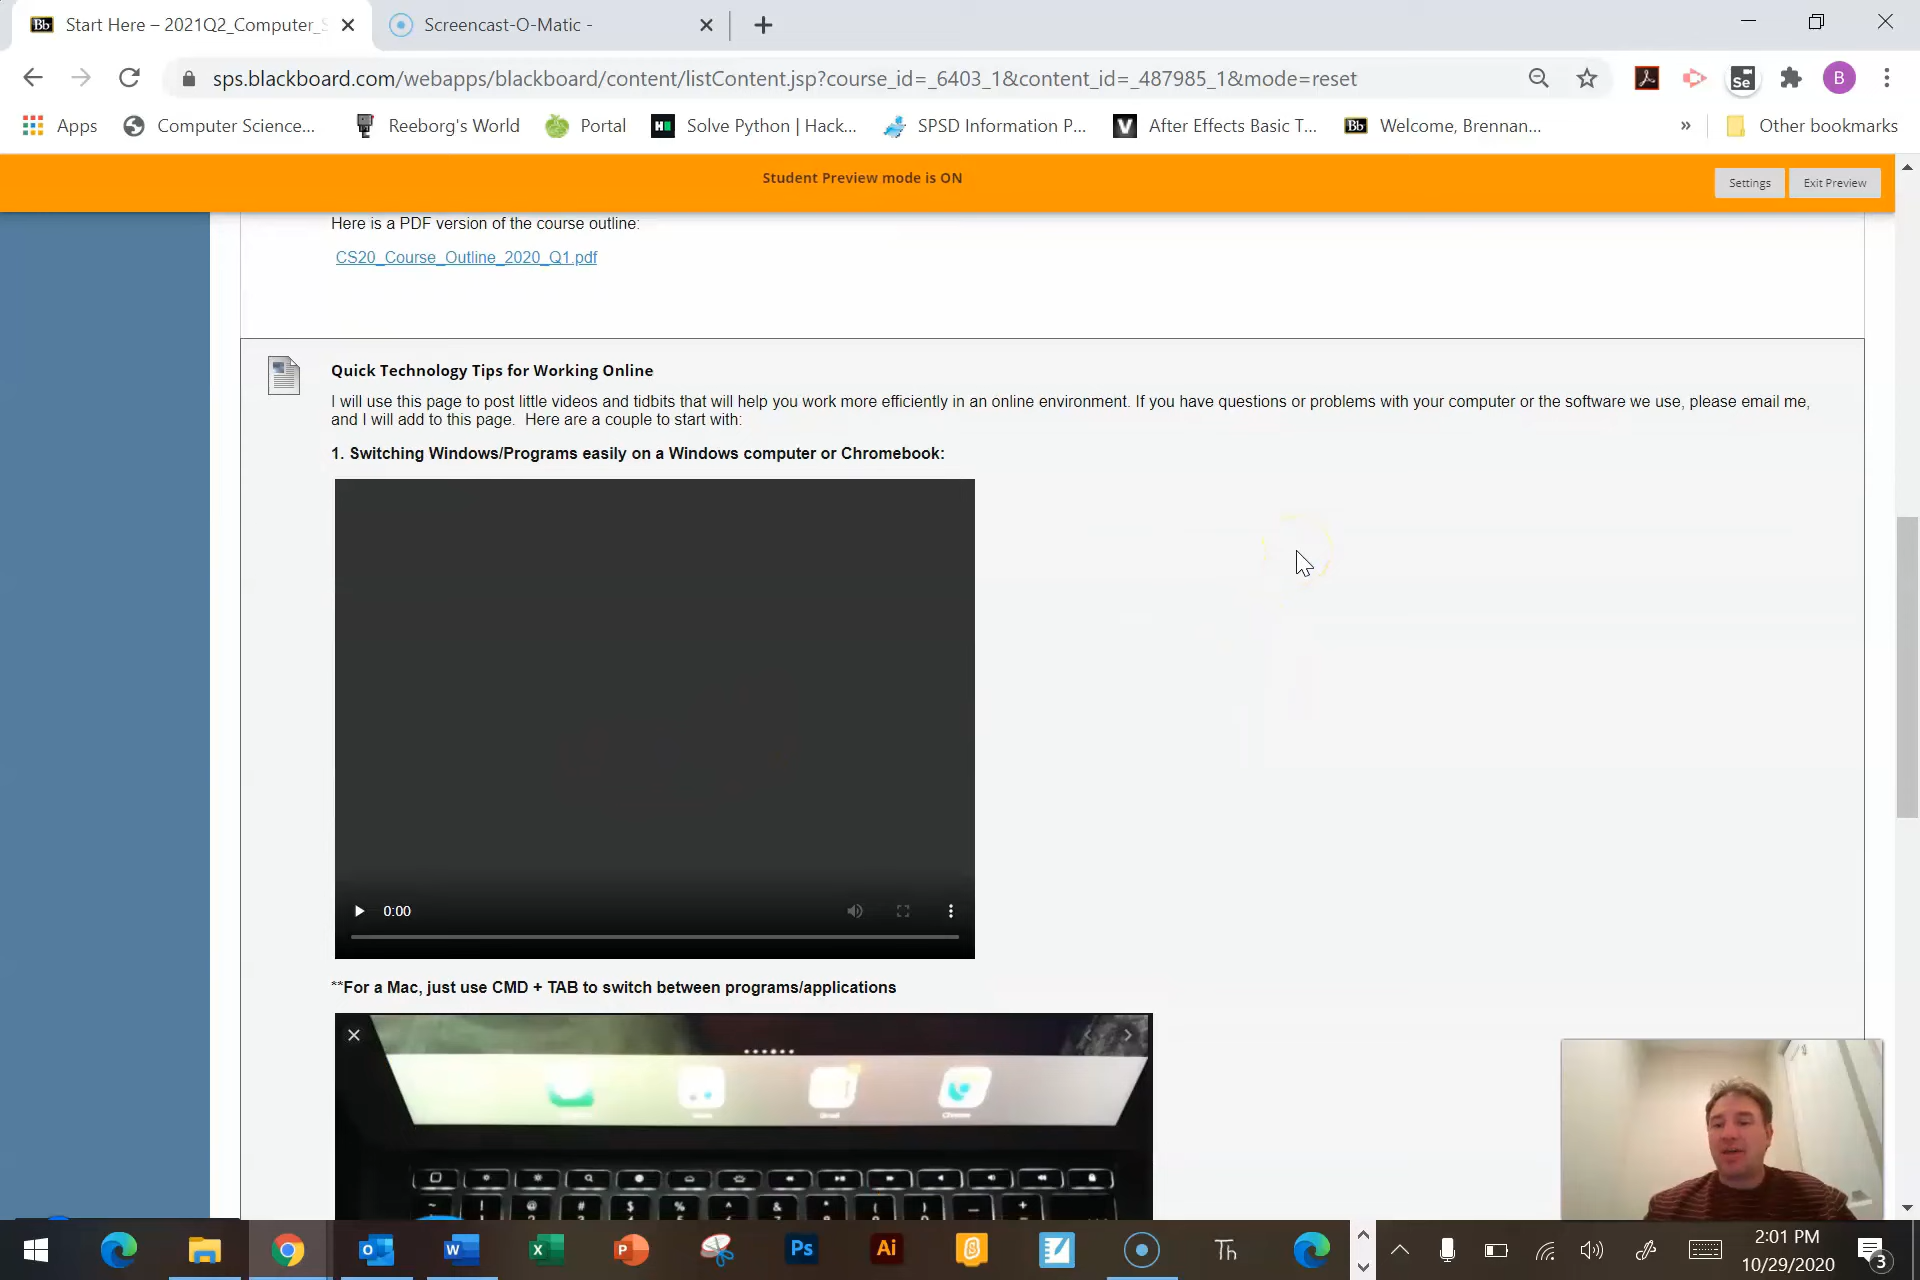 Start Here – 2021Q2_Computer_S
Screencast-O-Matic -
sps.blackboard.com/webapps/blackboard/content/listContent.jsp?course_id=_6403_1&content_id=_487985_1&mode=reset
Se
B
Apps
Computer Science...
Reeborg's World
Portal
Solve Python | Hack...
SPSD Information P...
After Effects Basic T...
Bb
Welcome, Brennan...
»
Other bookmarks
Student Preview mode is ON
Settings
Exit Preview
Here is a PDF version of the course outline:
CS20_Course_Outline_2020_Q1.pdf
Quick Technology Tips for Working Online
I will use this page to post little videos and tidbits that will help you work more efficiently in an online environment. If you have questions or problems with your computer or the software we use, please email me,
and I will add to this page. Here are a couple to start with:
1. Switching Windows/Programs easily on a Windows computer or Chromebook:
0:00
**For a Mac, just use CMD + TAB to switch between programs/applications
Ps
Ai
Th
2:01 PM
10/29/2020
3